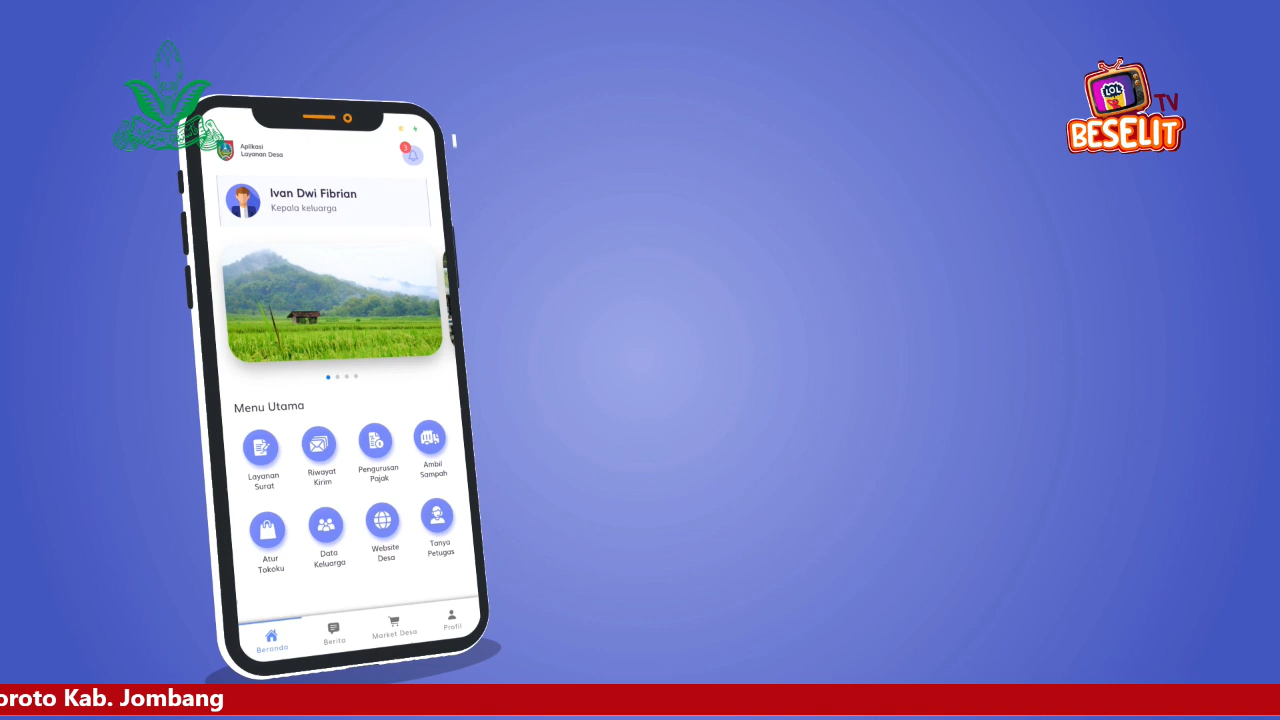 LOL
TV
BESELIT
Aplikasi
Layanan Desa
3
Ivan Dwi Fibrian
Kepala keluarga
Menu Utama
Layanan
Surat
Riwayat
Kirim
Pengurusan
Pajak
Ambil
Sampah
Atur
Tokoku
Data
Keluarga
Website
Desa
Tanya
Petugas
Beranda
Berita
Market Desa
Profil
oroto Kab. Jombang